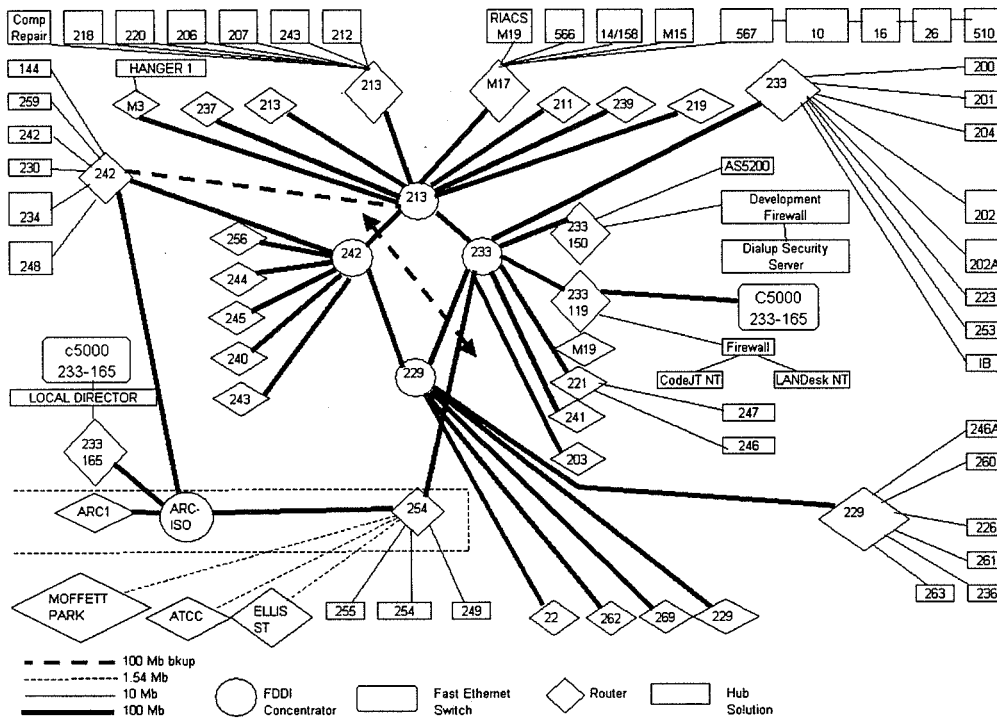 Comp
Repair
218
220
206
207
243
212
RIACS
M19
566
14/158
M15
567
10
16
26
510
144
259
242
230
234
248
HANGER 1
M3
237
213
213
M17
211
239
219
233
200
201
204
202
202A
223
253
IB
242
213
AS5200
Development
Firewall
Dialup Security
Server
233
150
256
242
233
244
245
240
243
233
119
C5000
233-165
M19
Firewall
CodeJT NT
LANDesk NT
229
221
241
203
247
246
c5000
233-165
LOCAL DIRECTOR
233
165
ARC1
ARC-
ISO
254
246A
260
229
226
261
263
236
MOFFETT
PARK
ATCC
ELLIS
ST
255
254
249
22
262
269
229
100 Mb bkup
1.54 Mb
10 Mb
100 Mb
FDDI
Concentrator
Fast Ethernet
Switch
Router
Hub
Solution